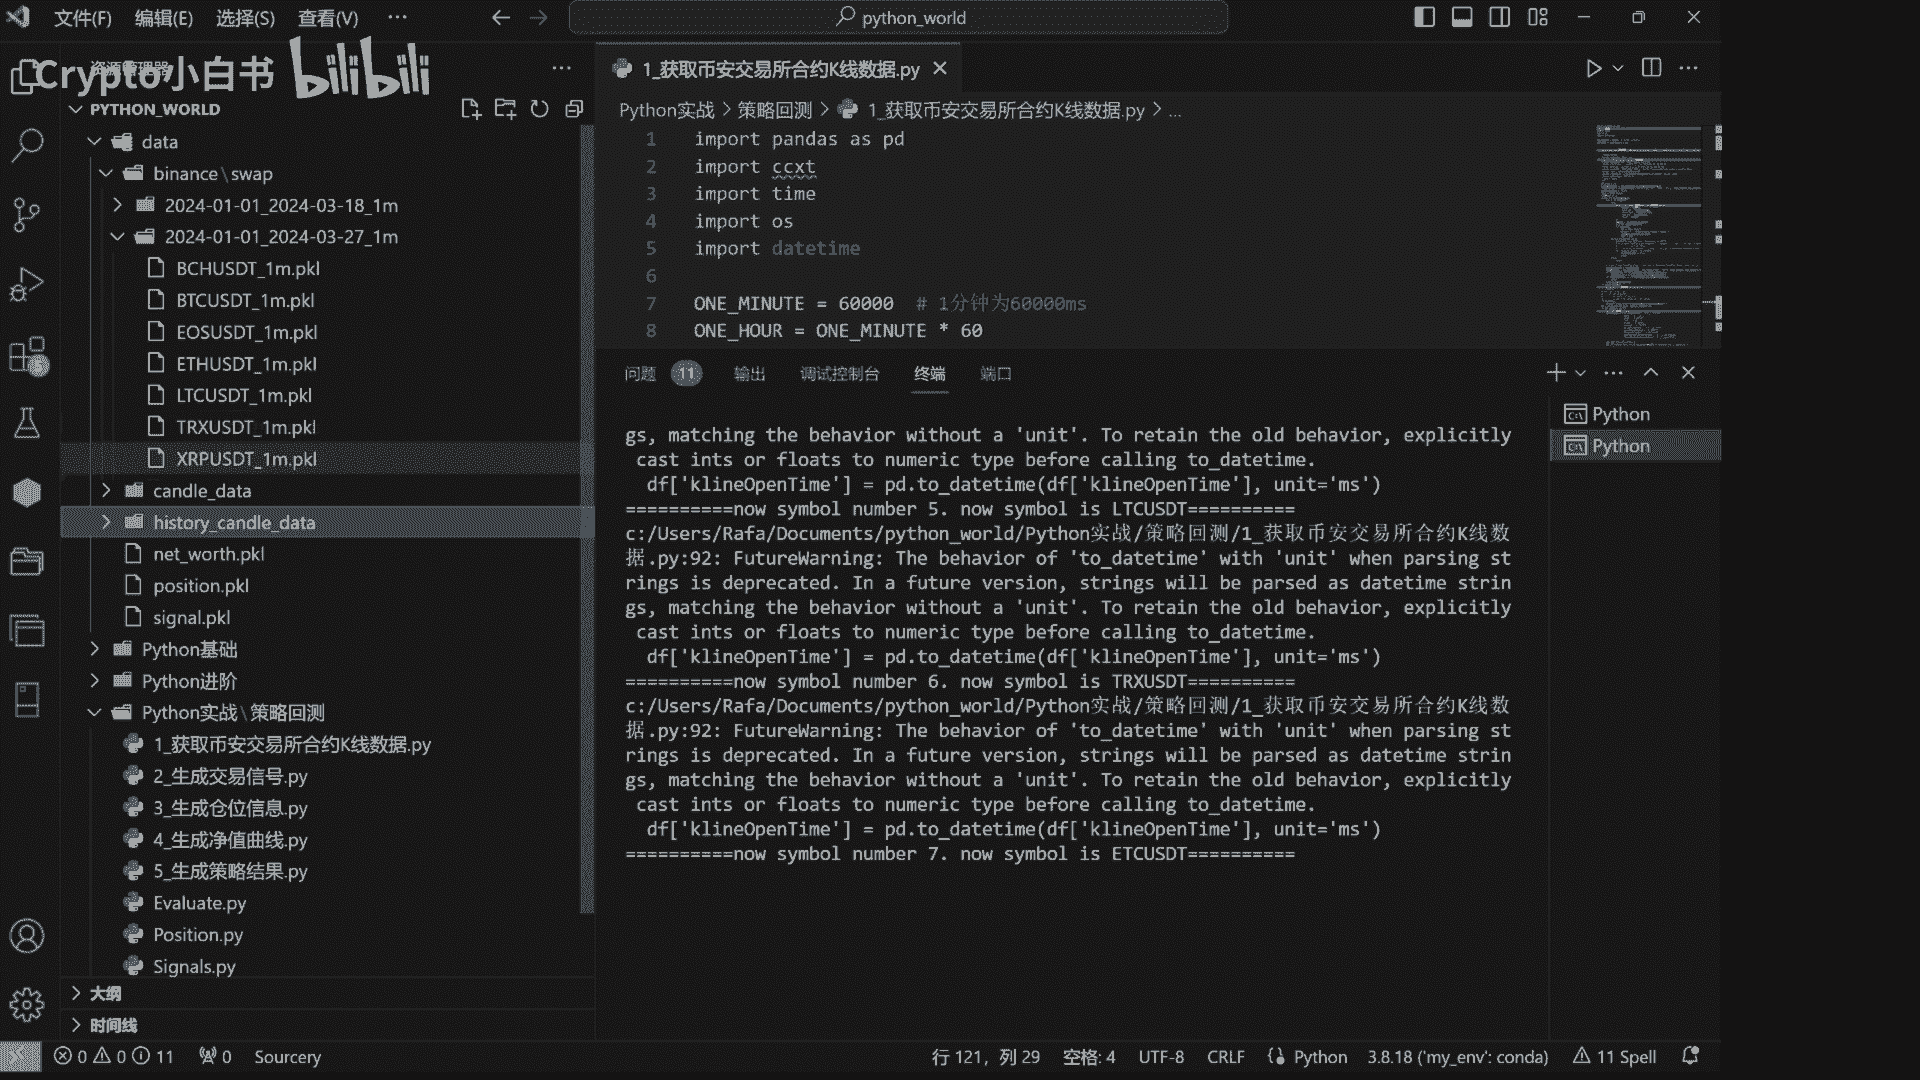 文件(F) 编辑(E) 选择(S) 查看(V) ··· python_world
Crypto小白书 bilibili
PYTHON_WORLD
data
binance\swap
2024-01-01_2024-03-18_1m
2024-01-01_2024-03-27_1m
BCHUSDT_1m.pkl
BTCUSDT_1m.pkl
EOSUSDT_1m.pkl
ETHUSDT_1m.pkl
LTCUSDT_1m.pkl
TRXUSDT_1m.pkl
XRPUSDT_1m.pkl
candle_data
history_candle_data
net_worth.pkl
position.pkl
signal.pkl
Python基础
Python进阶
Python实战\策略回测
1_获取币安交易所合约K线数据.py
2_生成交易信号.py
3_生成仓位信息.py
4_生成净值曲线.py
5_生成策略结果.py
Evaluate.py
Position.py
Signals.py
大纲
时间线
1_获取币安交易所合约K线数据.py
Python实战 > 策略回测 > 1_获取币安交易所合约K线数据.py > ...
1 import pandas as pd
2 import ccxt
3 import time
4 import os
5 import datetime
6
7 ONE_MINUTE = 60000 # 1分钟为60000ms
8 ONE_HOUR = ONE_MINUTE * 60
问题 11 输出 调试控制台 终端 端口
gs, matching the behavior without a 'unit'. To retain the old behavior, explicitly
cast ints or floats to numeric type before calling to_datetime.
df['klineOpenTime'] = pd.to_datetime(df['klineOpenTime'], unit='ms')
==========now symbol number 5. now symbol is LTCUSDT==========
c:/Users/Rafa/Documents/python_world/Python实战/策略回测/1_获取币安交易所合约K线数
据.py:92: FutureWarning: The behavior of 'to_datetime' with 'unit' when parsing st
rings is deprecated. In a future version, strings will be parsed as datetime strin
gs, matching the behavior without a 'unit'. To retain the old behavior, explicitly
cast ints or floats to numeric type before calling to_datetime.
df['klineOpenTime'] = pd.to_datetime(df['klineOpenTime'], unit='ms')
==========now symbol number 6. now symbol is TRXUSDT==========
c:/Users/Rafa/Documents/python_world/Python实战/策略回测/1_获取币安交易所合约K线数
据.py:92: FutureWarning: The behavior of 'to_datetime' with 'unit' when parsing st
rings is deprecated. In a future version, strings will be parsed as datetime strin
gs, matching the behavior without a 'unit'. To retain the old behavior, explicitly
cast ints or floats to numeric type before calling to_datetime.
df['klineOpenTime'] = pd.to_datetime(df['klineOpenTime'], unit='ms')
==========now symbol number 7. now symbol is ETCUSDT==========
Python
Python
0 0 11 0 Sourcery 行 121，列 29 空格: 4 UTF-8 CRLF Python 3.8.18 ('my_env': conda) 11 Spell